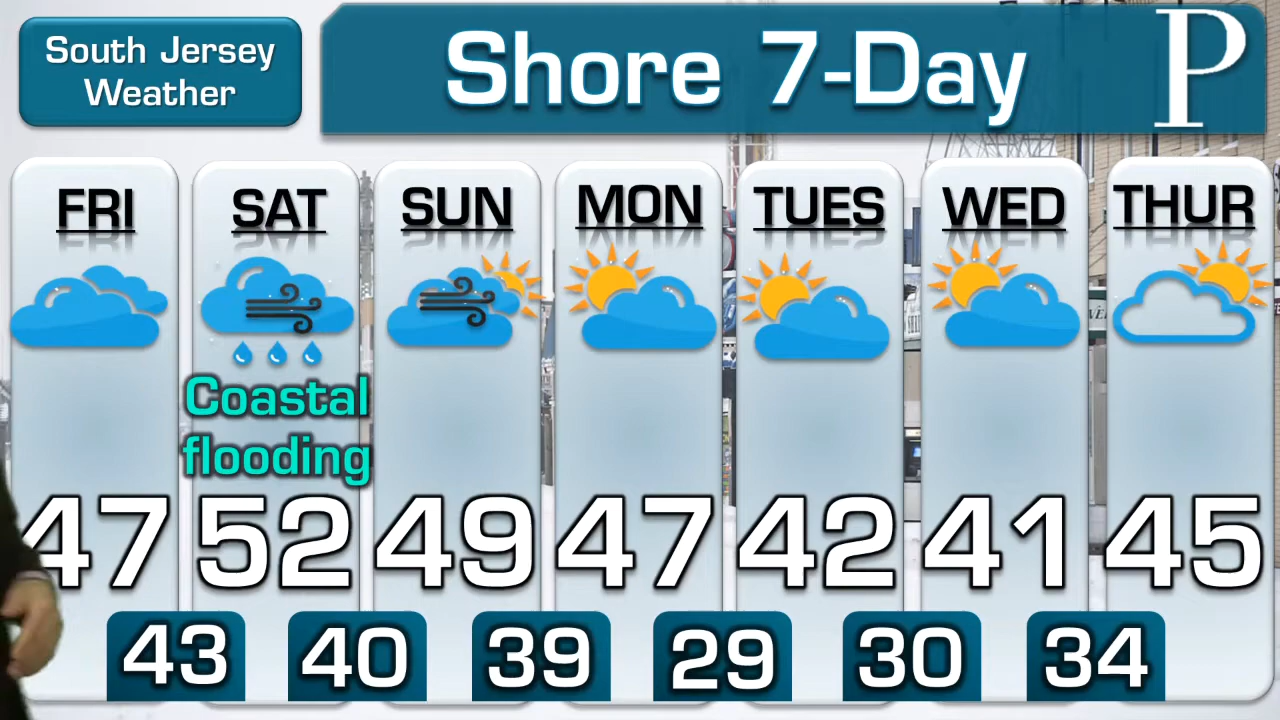 South Jersey
Weather
Shore 7-Day
P
FRI
SAT
SUN
MON
TUES
WED
THUR
Coastal
flooding
47
52
49
47
42
41
45
43
40
39
29
30
34